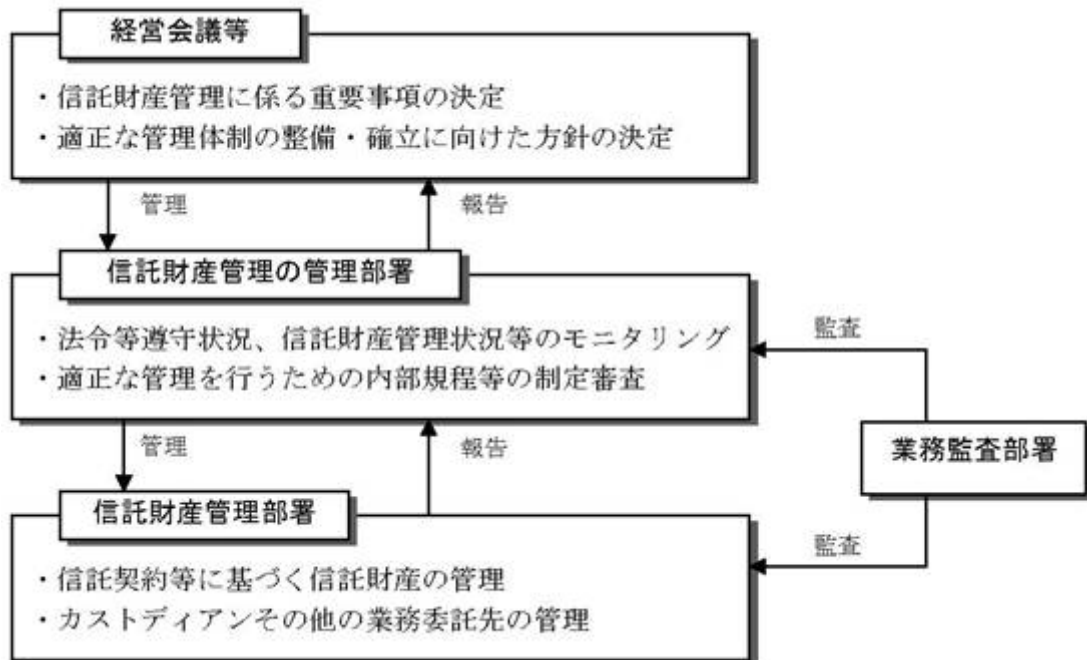 経営会議等
・信託財産管理に係る重要事項の決定
・適正な管理体制の整備・確立に向けた方針の決定
管理
報告
信託財産管理の管理部署
・法令等遵守状況、信託財産管理状況等のモニタリング
・適正な管理を行うための内部規程等の制定審査
監査
管理
報告
業務監査部署
信託財産管理部署
監査
・信託契約等に基づく信託財産の管理
・カストディアンその他の業務委託先の管理